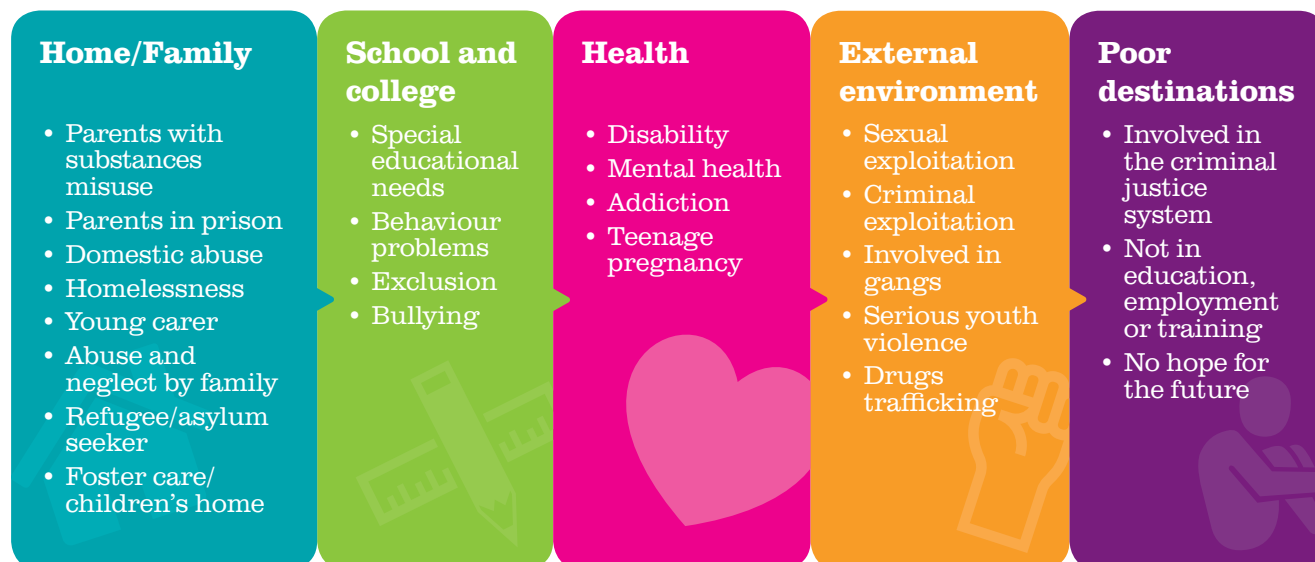 Home/Family
• Parents with
substances
misuse
• Parents in prison
• Domestic abuse
• Homelessness
• Young carer
• Abuse and
neglect by family
• Refugee/asylum
seeker
• Foster care/
children’s home
School and
college
• Special
educational
needs
• Behaviour
problems
• Exclusion
• Bullying
Health
• Disability
• Mental health
• Addiction
• Teenage
pregnancy
External
environment
• Sexual
exploitation
• Criminal
exploitation
• Involved in
gangs
• Serious youth
violence
• Drugs
trafficking
Poor
destinations
• Involved in
the criminal
justice
system
• Not in
education,
employment
or training
• No hope for
the future